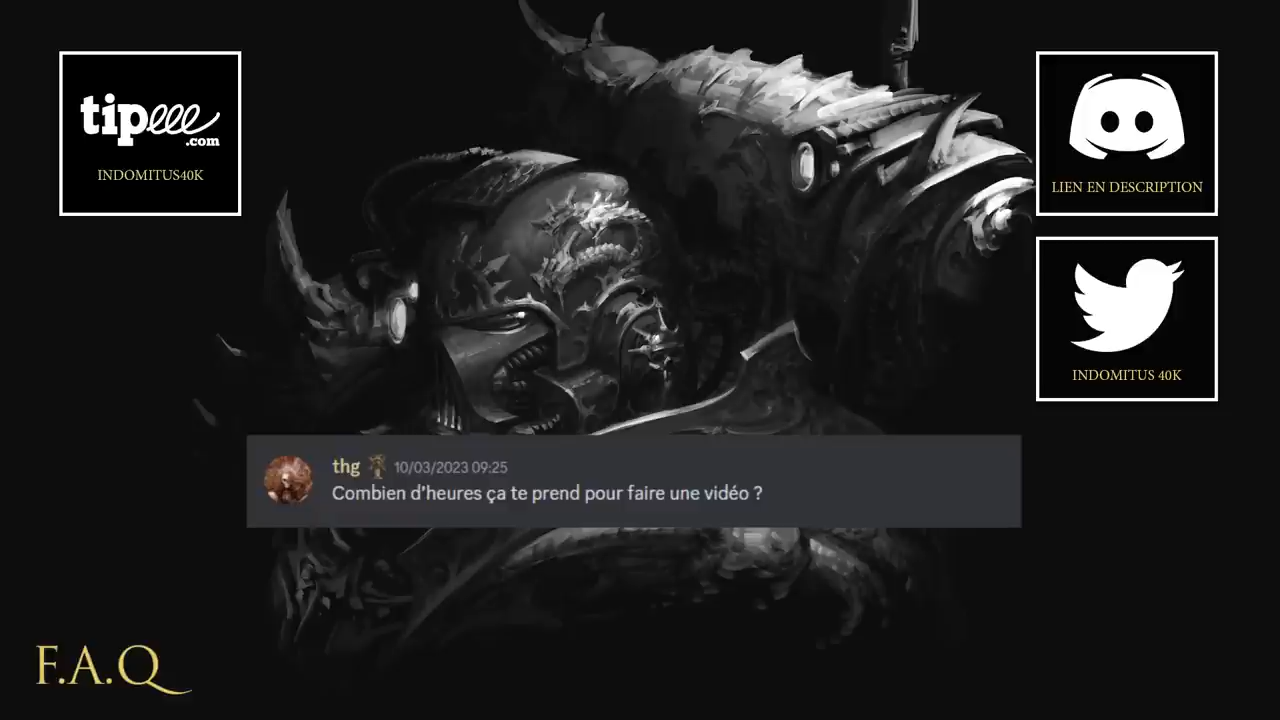 tipeee
.com
INDOMITUS40K
LIEN EN DESCRIPTION
INDOMITUS 40K
thg 10/03/2023 09:25
Combien d'heures ça te prend pour faire une vidéo ?
F.A.Q